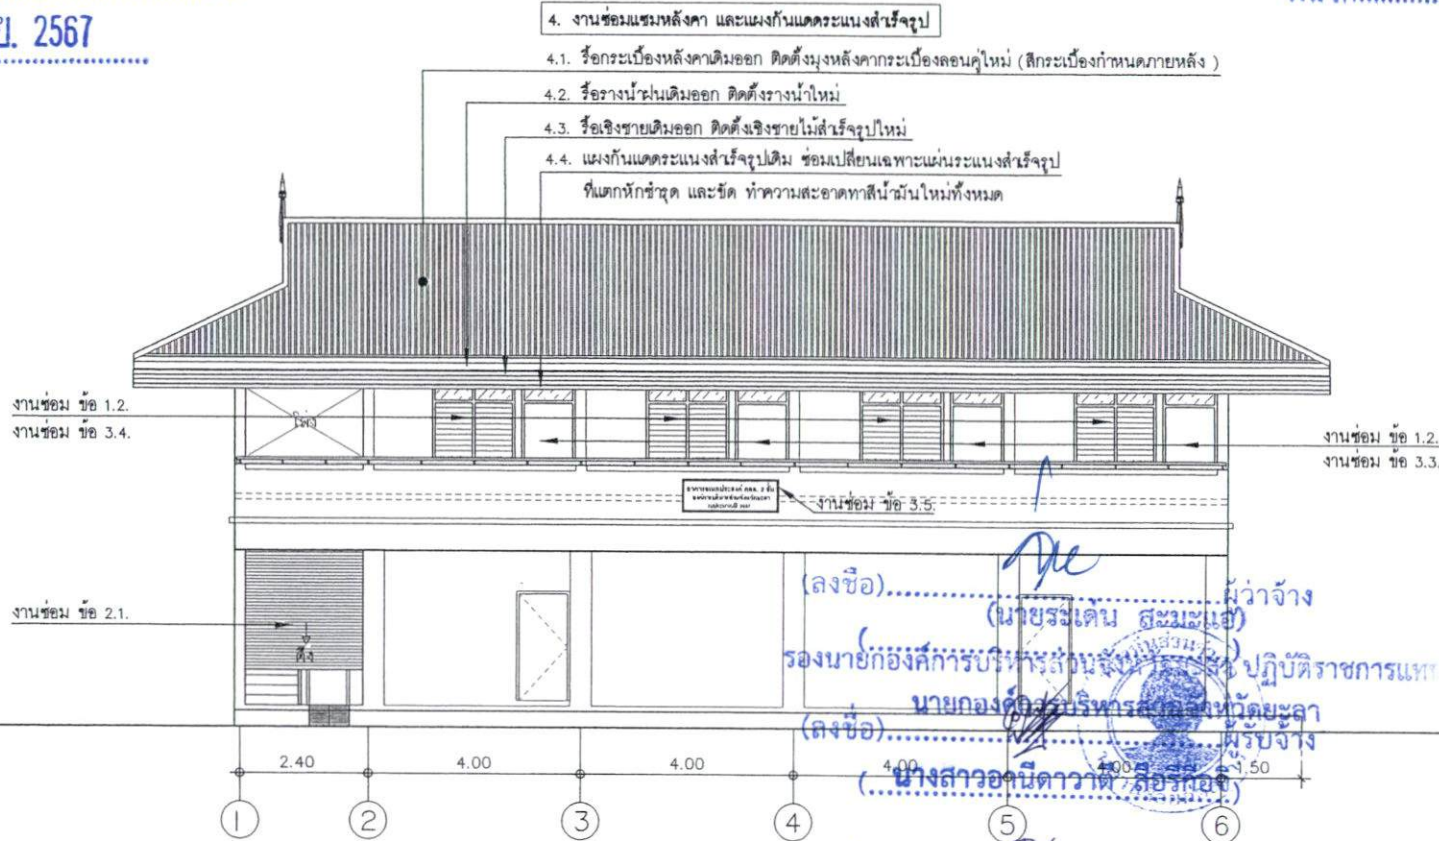 ย. 2567
4. งานซ่อมแซมหลังคา และแผงกันแดดระแนงสำเร็จรูป
4.1. รื้อกระเบื้องหลังคาเดิมออก ติดตั้งมุงหลังคากระเบื้องลอนคู่ใหม่ (สีกระเบื้องกำหนดภายหลัง )
4.2. รื้อรางน้ำฝนเดิมออก ติดตั้งรางน้ำใหม่
4.3. รื้อเชิงชายเดิมออก ติดตั้งเชิงชายไม้สำเร็จรูปใหม่
4.4. แผงกันแดดระแนงสำเร็จรูปเดิม ซ่อมเปลี่ยนเฉพาะแผ่นระแนงสำเร็จรูป
ที่แตกหักชำรุด และขัด ทำความสะอาดทาสีน้ำมันใหม่ทั้งหมด
งานซ่อม ข้อ 1.2.
งานซ่อม ข้อ 3.4.
โล่ง
งานซ่อม ข้อ 1.2.
งานซ่อม ข้อ 3.3.
งานซ่อม ข้อ 3.5.
งานซ่อม ข้อ 2.1.
ดึง
(ลงชื่อ)..............................ผู้ว่าจ้าง
(นายระเด่น สะมะแอ)
รองนายกองค์การบริหารส่วนจังหวัดยะลา ปฏิบัติราชการแทน
นายกองค์การบริหารส่วนจังหวัดยะลา
(ลงชื่อ)..............................ผู้รับจ้าง
2.40 4.00 4.00 4.00 4.00 1.50
1 2 3 4 5 6